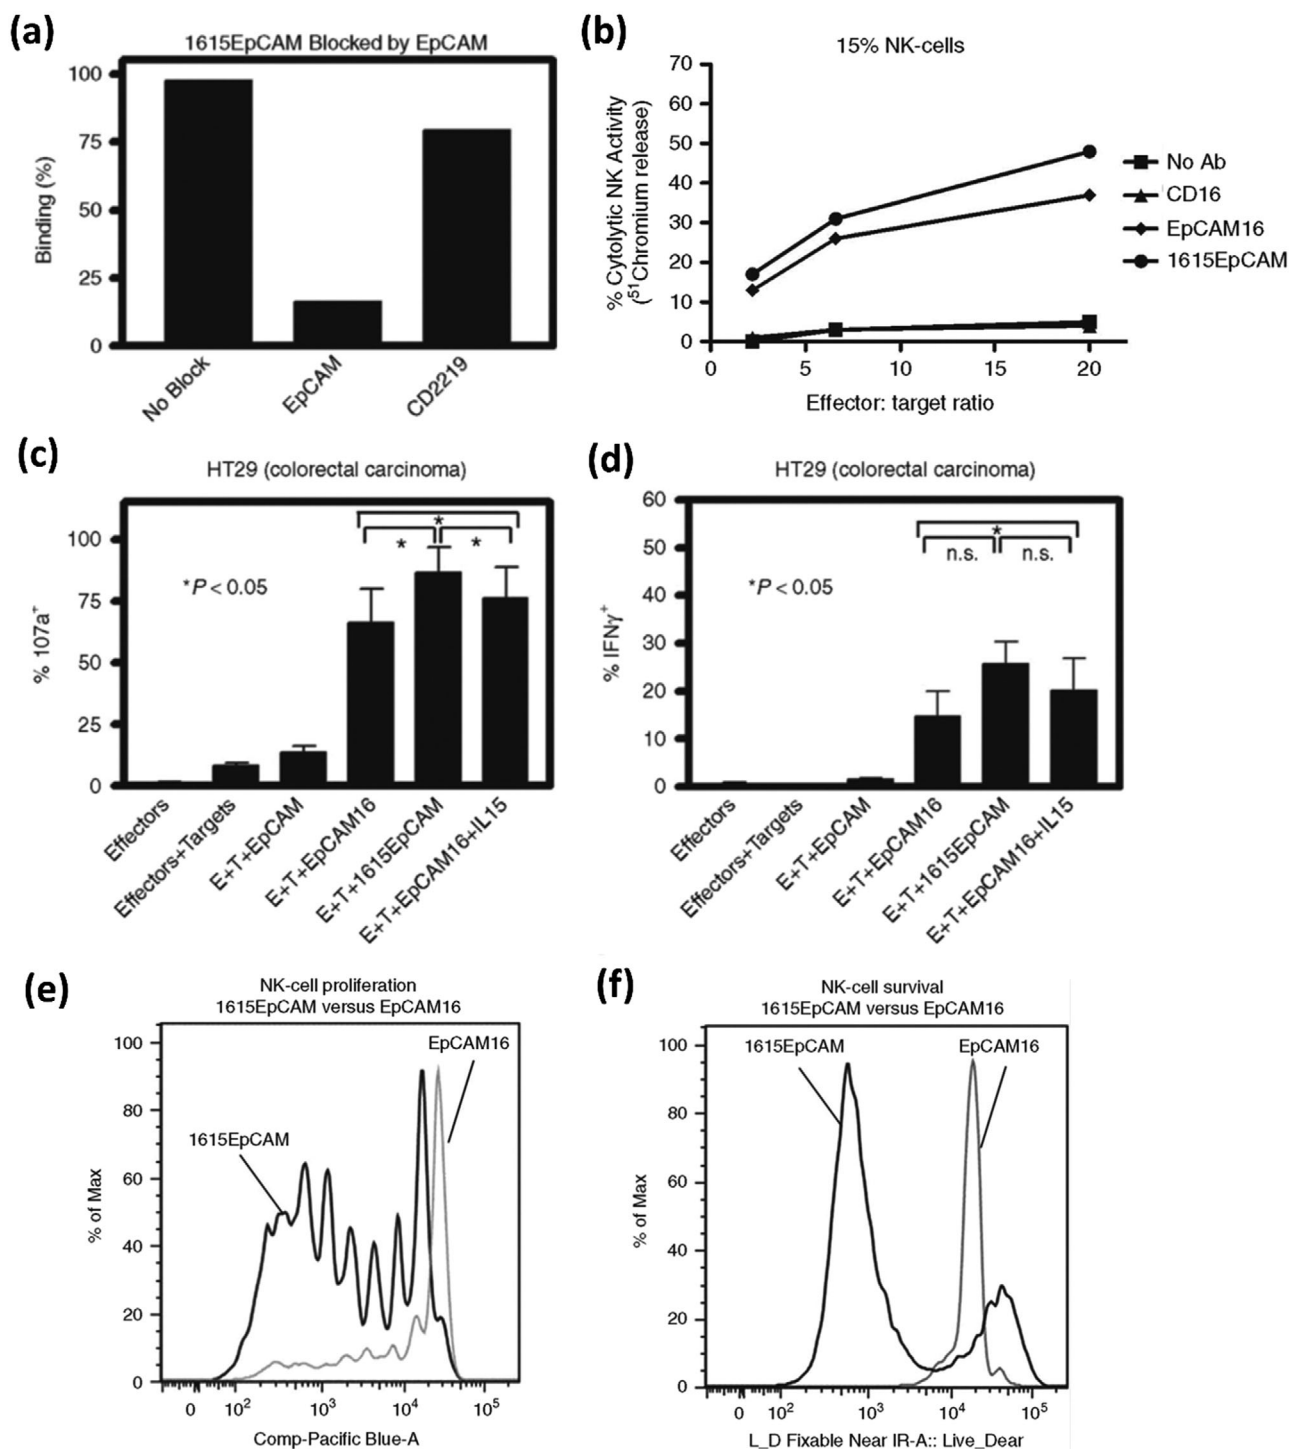 (a)
1615EpCAM Blocked by EpCAM
Binding (%)
100
75
50
25
0
No Block
EpCAM
CD2219
(b)
15% NK-cells
% Cytolytic NK Activity
(⁵¹Chromium release)
70
60
50
40
30
20
10
0
0 5 10 15 20
Effector: target ratio
No Ab
CD16
EpCAM16
1615EpCAM
(c)
HT29 (colorectal carcinoma)
% 107a⁺
100
75
50
25
0
*
* *
*P < 0.05
Effectors
Effectors+Targets
E+T+EpCAM
E+T+EpCAM16
E+T+1615EpCAM
E+T+EpCAM16+IL15
(d)
HT29 (colorectal carcinoma)
% IFNγ⁺
60
50
40
30
20
10
0
*
n.s. n.s.
*P < 0.05
Effectors
Effectors+Targets
E+T+EpCAM
E+T+EpCAM16
E+T+1615EpCAM
E+T+EpCAM16+IL15
(e)
NK-cell proliferation
1615EpCAM versus EpCAM16
EpCAM16
1615EpCAM
% of Max
100
80
60
40
20
0
0 10² 10³ 10⁴ 10⁵
Comp-Pacific Blue-A
(f)
NK-cell survival
1615EpCAM versus EpCAM16
1615EpCAM
EpCAM16
% of Max
100
80
60
40
20
0
0 10² 10³ 10⁴ 10⁵
L_D Fixable Near IR-A:: Live_Dear